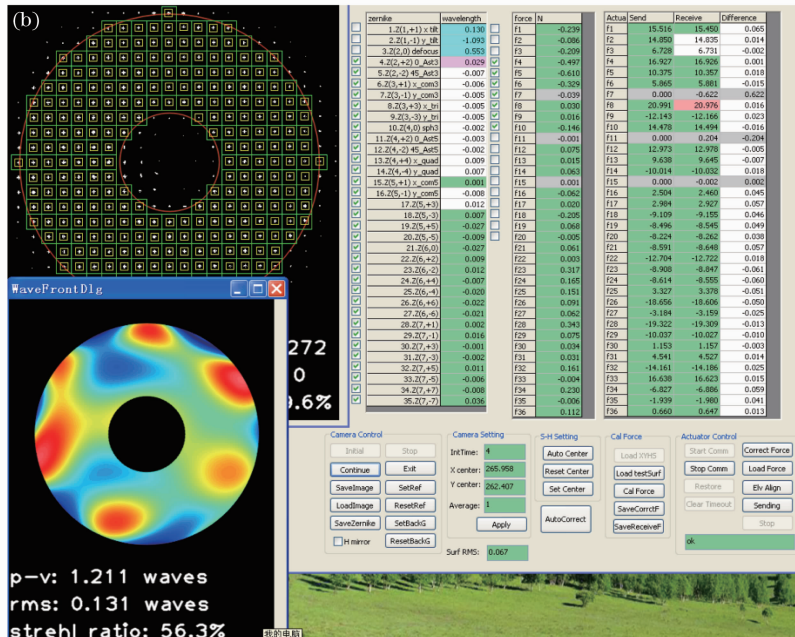 (b)
272
0
9.6%
zernike wavelength
1.Z(1,+1) x tilt 0.130
2.Z(1,-1) y_tilt -1.093
3.Z(2,0) defocus 0.553
4.Z(2,+2) 0_Ast3 0.029
5.Z(2,-2) 45_Ast3 -0.007
6.Z(3,+1) x_com3 -0.006
7.Z(3,-1) y_com3 -0.005
8.Z(3,+3) x_tri -0.005
9.Z(3,-3) y_tri -0.005
10.Z(4,0) sph3 -0.002
11.Z(4,+2) 0_Ast5 0.003
12.Z(4,-2) 45_Ast5 -0.002
13.Z(4,+4) x_quad 0.009
14.Z(4,-4) y_quad 0.007
15.Z(5,+1) x_com5 0.001
16.Z(5,-1) y_com5 -0.008
17.Z(5,+3) 0.012
18.Z(5,-3) 0.007
19.Z(5,+5) -0.027
20.Z(5,-5) -0.009
21.Z(6,0) -0.027
22.Z(6,+2) 0.009
23.Z(6,-2) 0.012
24.Z(6,+4) -0.007
25.Z(6,-4) -0.020
26.Z(6,+6) -0.022
27.Z(6,-6) -0.021
28.Z(7,+1) 0.002
29.Z(7,-1) 0.016
30.Z(7,+3) 0.003
31.Z(7,-3) -0.002
32.Z(7,+5) 0.011
33.Z(7,-5) -0.006
34.Z(7,+7) -0.008
35.Z(7,-7) 0.036
force N
f1 -0.239
f2 -0.086
f3 -0.209
f4 -0.497
f5 -0.610
f6 -0.329
f7 -0.039
f8 0.030
f9 0.016
f10 -0.146
f11 -0.001
f12 0.075
f13 0.015
f14 0.063
f15 0.001
f16 -0.062
f17 0.020
f18 -0.205
f19 0.068
f20 -0.005
f21 0.061
f22 0.003
f23 0.317
f24 0.165
f25 0.151
f26 0.091
f27 0.062
f28 0.343
f29 0.075
f30 0.034
f31 0.031
f32 0.161
f33 -0.004
f34 0.230
f35 -0.006
f36 0.112
Actua Send Receive Difference
f1 15.516 15.450 0.065
f2 14.850 14.835 0.014
f3 6.728 6.731 -0.002
f4 16.927 16.926 0.001
f5 10.375 10.357 0.018
f6 5.865 5.881 -0.015
f7 0.000 -0.622 0.622
f8 20.991 20.976 0.016
f9 -12.143 -12.166 0.023
f10 14.478 14.494 -0.016
f11 0.000 0.204 -0.204
f12 12.973 12.978 -0.005
f13 9.638 9.645 -0.007
f14 -10.014 -0.032 0.018
f15 0.000 -0.002 0.002
f16 2.504 2.460 0.045
f17 2.984 2.927 0.057
f18 -9.109 -9.155 0.046
f19 -8.496 -8.545 0.049
f20 -8.224 -8.262 0.038
f21 -8.591 -8.648 0.057
f22 -12.704 -12.722 0.018
f23 -8.908 -8.847 -0.061
f24 -8.614 -8.555 -0.060
f25 3.327 3.378 -0.051
f26 -18.656 -18.606 -0.050
f27 -3.184 -3.159 -0.025
f28 -19.322 -19.309 -0.013
f29 -10.037 -10.027 -0.010
f30 1.153 1.157 -0.003
f31 4.541 4.527 0.014
f32 -14.161 -14.186 0.025
f33 16.638 16.623 0.015
f34 -6.827 -6.886 0.059
f35 -1.939 -1.980 0.041
f36 0.660 0.647 0.013
WaveFrontDlg
p-v: 1.211 waves
rms: 0.131 waves
strehl ratio: 56.3%
我的电脑
Camera Control
Initial Stop
Continue Exit
SaveImage SetRef
LoadImage ResetRef
SaveZernike SetBackG
H mirror ResetBackG
Camera Setting
IntTime: 4
X center: 265.958
Y center: 262.407
Average: 1
Apply
Surf RMS: 0.067
S-H Setting
Auto Center
Reset Center
Set Center
AutoCorrect
Cal Force
Load XYHS
Load testSurf
Cal Force
SaveCorrctF
SaveReceiveF
Actuator Control
Start Comm Correct Force
Stop Comm Load Force
Restore Elv Align
Clear Timeout Sending
Stop
ok